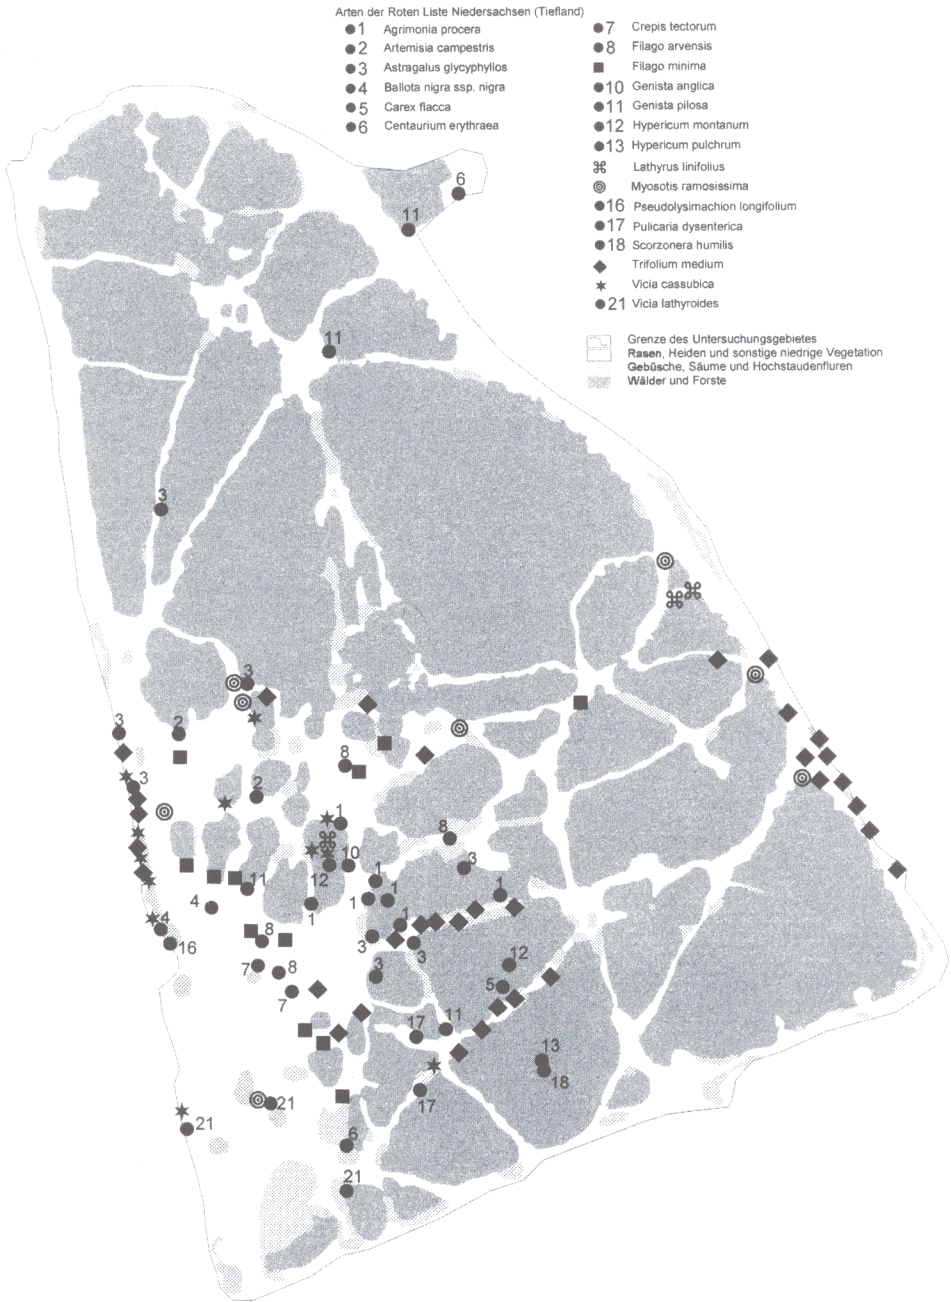 Arten der Roten Liste Niedersachsen (Tiefland)
1 Agrimonia procera
2 Artemisia campestris
3 Astragalus glycyphyllos
4 Ballota nigra ssp. nigra
5 Carex flacca
6 Centaurium erythraea
7 Crepis tectorum
8 Filago arvensis
Filago minima
10 Genista anglica
11 Genista pilosa
12 Hypericum montanum
13 Hypericum pulchrum
Lathyrus linifolius
Myosotis ramosissima
16 Pseudolysimachion longifolium
17 Pulicaria dysenterica
18 Scorzonera humilis
Trifolium medium
Vicia cassubica
21 Vicia lathyroides
Grenze des Untersuchungsgebietes
Rasen, Heiden und sonstige niedrige Vegetation
Gebüsche, Säume und Hochstaudenfluren
Wälder und Forste
6
11
11
3
3
3
2
8
3
2
1
8
10
3
12
1
11
1
1
1
4
1
1
4
3
3
16
8
12
7
8
3
5
7
11
17
13
18
17
21
21
6
21